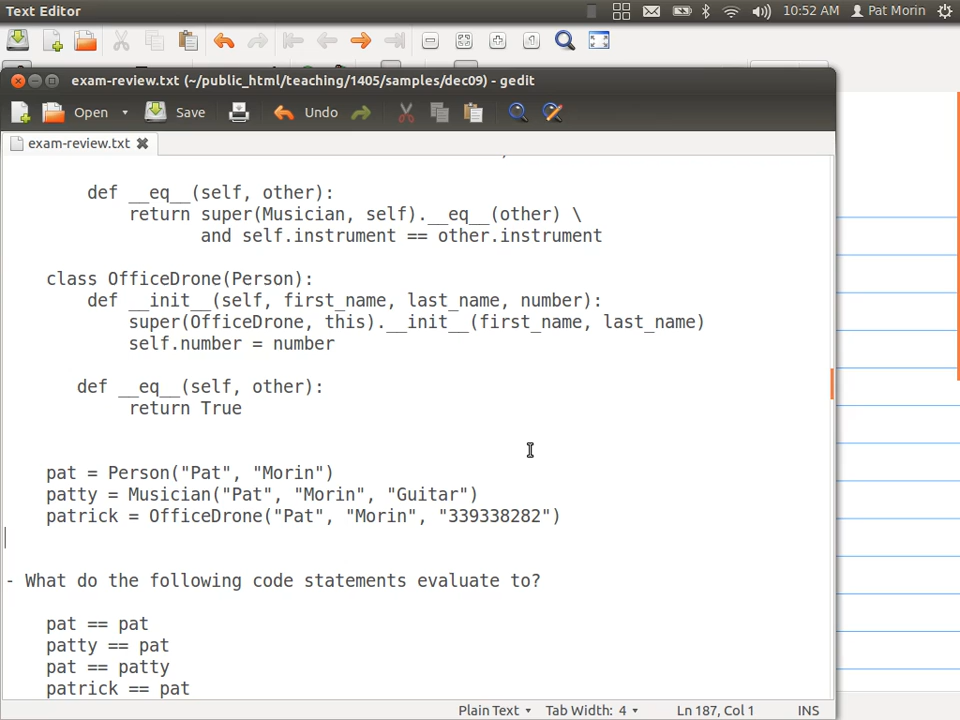 Text Editor
10:52 AM
Pat Morin
exam-review.txt (~/public_html/teaching/1405/samples/dec09) - gedit
Open
Save
Undo
exam-review.txt
def __eq__(self, other):
return super(Musician, self).__eq__(other) \
and self.instrument == other.instrument
class OfficeDrone(Person):
def __init__(self, first_name, last_name, number):
super(OfficeDrone, this).__init__(first_name, last_name)
self.number = number
def __eq__(self, other):
return True
pat = Person("Pat", "Morin")
patty = Musician("Pat", "Morin", "Guitar")
patrick = OfficeDrone("Pat", "Morin", "339338282")
- What do the following code statements evaluate to?
pat == pat
patty == pat
pat == patty
patrick == pat
Plain Text
Tab Width: 4
Ln 187, Col 1
INS